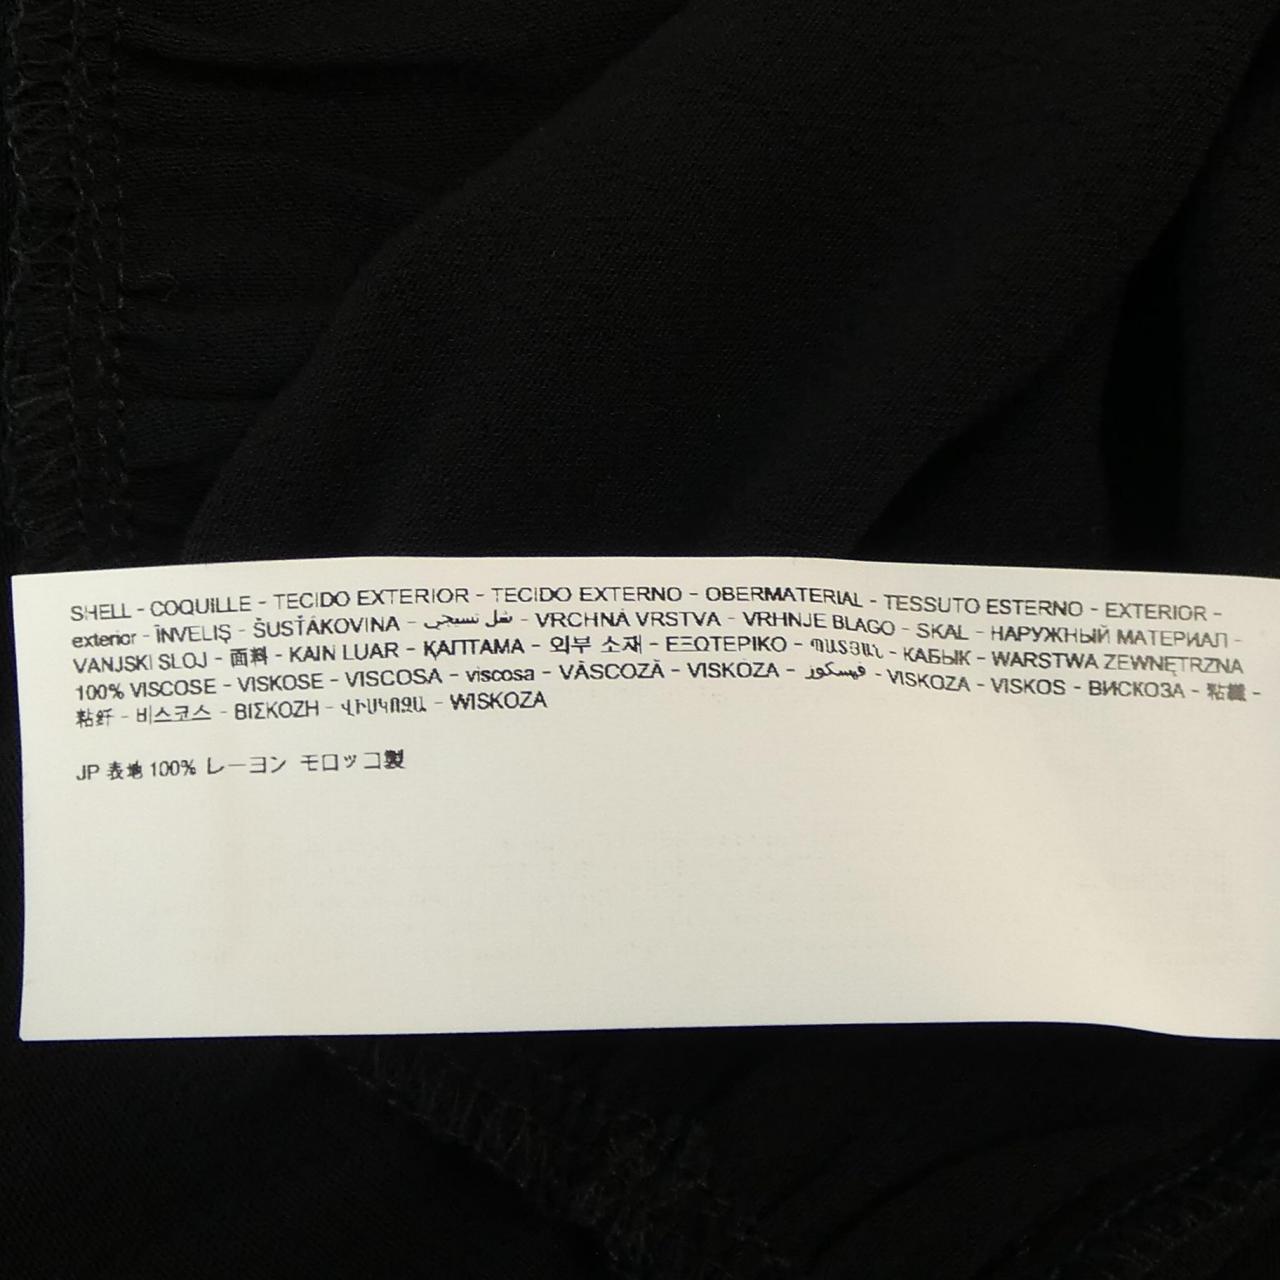 SHELL - COQUILLE - TECIDO EXTERIOR - TECIDO EXTERNO - OBERMATERIAL - TESSUTO ESTERNO - EXTERIOR -
exterior - ÎNVELIŞ - ŠUSŤÁKOVINA - شل نسيجي - VRCHNÁ VRSTVA - VRHNJE BLAGO - SKAL - НАРУЖНЫЙ МАТЕРИАЛ -
VANJSKI SLOJ - 面料 - KAIN LUAR - ҚАПТАМА - 외부 소재 - ΕΞΩΤΕΡΙΚΟ - ՊԱՏՅԱՆ - КАБЫК - WARSTWA ZEWNĘTRZNA
100% VISCOSE - VISKOSE - VISCOSA - viscosa - VÂSCOZĂ - VISKÓZA - فيسكوز - VISKOZA - VISKOS - ВИСКОЗА - 粘纖 -
粘纤 - 비스코스 - ΒΙΣΚΟΖΗ - ՎԻՍԿՈԶԱ - WISKOZA
JP 表地 100% レーヨン モロッコ製